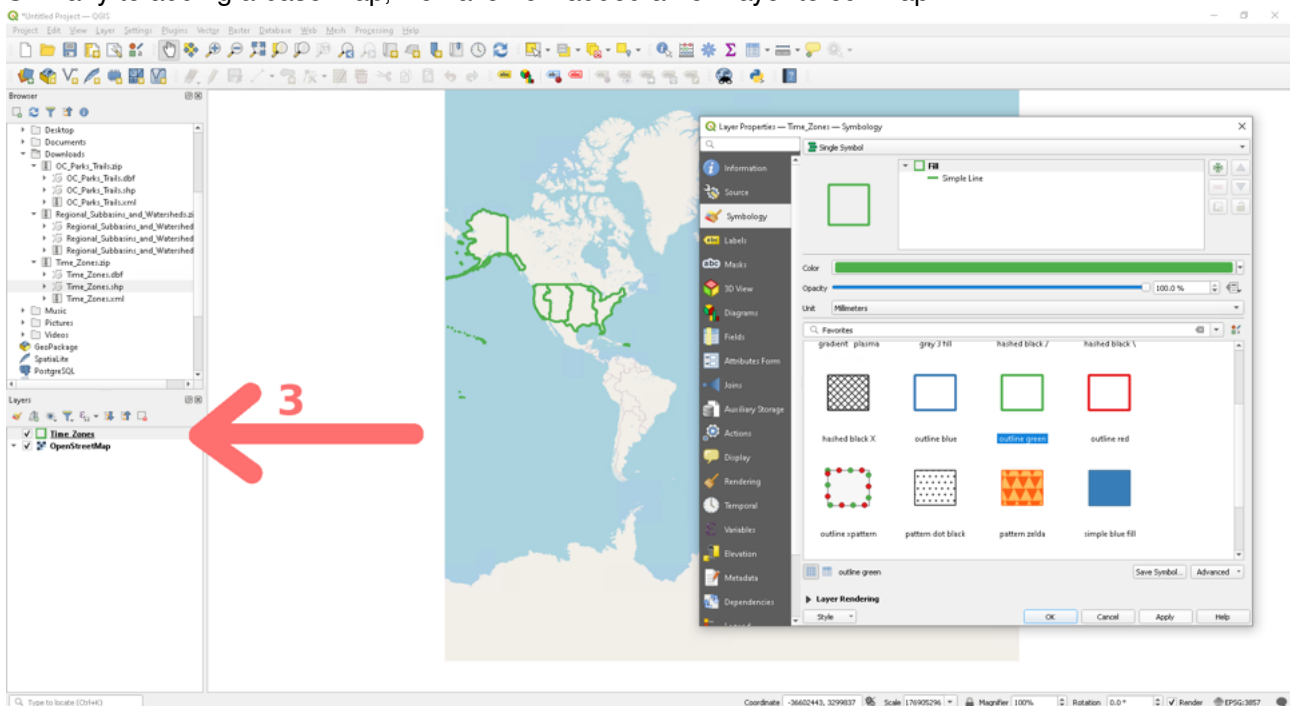 *Untitled Project — QGIS
Project Edit View Layer Settings Plugins Vector Raster Database Web Mesh Processing Help
Browser
Desktop
Documents
Downloads
OC_Parks_Trails.zip
OC_Parks_Trails.dbf
OC_Parks_Trails.shp
OC_Parks_Trails.xml
Regional_Subbasins_and_Watersheds.zi
Regional_Subbasins_and_Watershed
Regional_Subbasins_and_Watershed
Regional_Subbasins_and_Watershed
Time_Zones.zip
Time_Zones.dbf
Time_Zones.shp
Time_Zones.xml
Music
Pictures
Videos
GeoPackage
SpatiaLite
PostgreSQL
Layers
Time_Zones
OpenStreetMap
3
Layer Properties — Time_Zones — Symbology
Information
Source
Symbology
Labels
Masks
3D View
Diagrams
Fields
Attributes Form
Joins
Auxiliary Storage
Actions
Display
Rendering
Temporal
Variables
Elevation
Metadata
Dependencies
Single Symbol
Fill
Simple Line
Color
Opacity 100.0 %
Unit Millimeters
Favorites
gradient plasma gray 3 fill hashed black / hashed black \
hashed black X outline blue outline green outline red
outline xpattern pattern dot black pattern zelda simple blue fill
outline green Save Symbol... Advanced
Layer Rendering
Style OK Cancel Apply Help
Type to locate (Ctrl+K) Coordinate -36602443, 3299837 Scale 176905296 Magnifier 100% Rotation 0.0 ° Render EPSG:3857